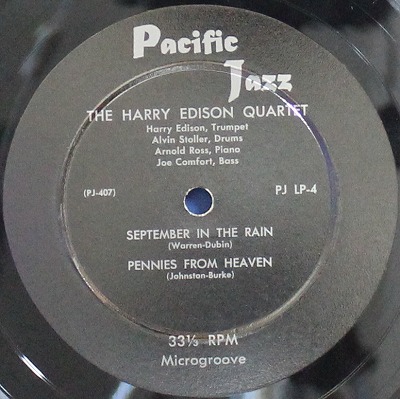 Pacific
Jazz
THE HARRY EDISON QUARTET
Harry Edison, Trumpet
Alvin Stoller, Drums
Arnold Ross, Piano
Joe Comfort, Bass
(PJ-407) PJ LP-4
SEPTEMBER IN THE RAIN
(Warren-Dubin)
PENNIES FROM HEAVEN
(Johnston-Burke)
33⅓ RPM
Microgroove